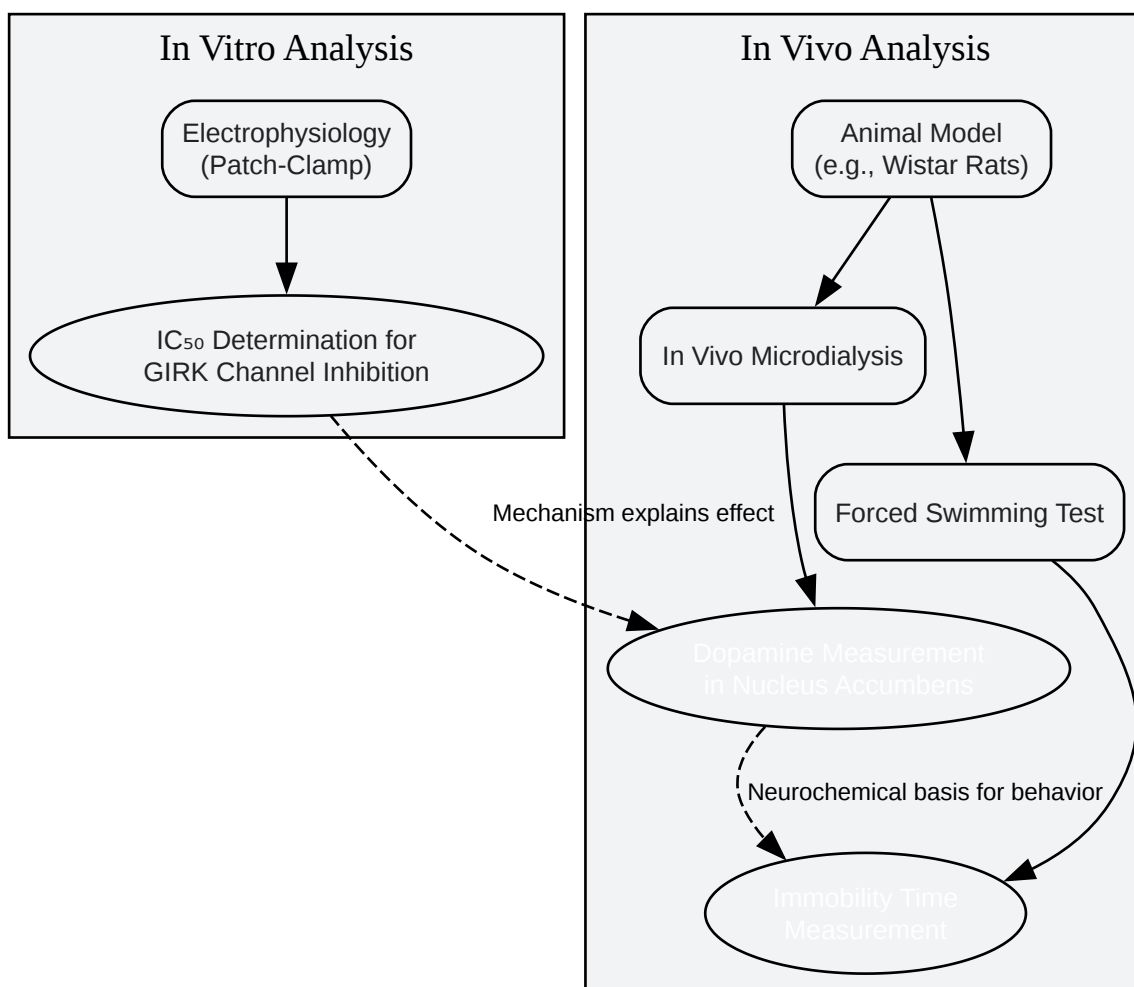 In Vitro Analysis
Electrophysiology
(Patch-Clamp)
IC₅₀ Determination for
GIRK Channel Inhibition
In Vivo Analysis
Animal Model
(e.g., Wistar Rats)
In Vivo Microdialysis
Forced Swimming Test
Mechanism explains effect
Dopamine Measurement
in Nucleus Accumbens
Neurochemical basis for behavior
Immobility Time
Measurement